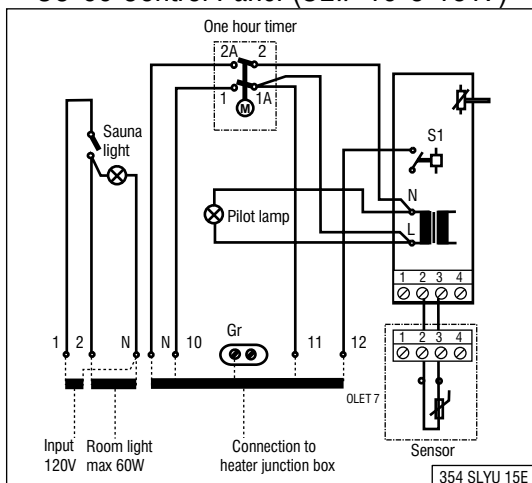 One hour timer
2A 2
1 1A
M
Sauna
light
S1
N
Pilot lamp
L
1 2 3 4
1 2 N N 10 Gr 11 12
1 2 3 4
OLET 7
Input
120V
Room light
max 60W
Connection to
heater junction box
Sensor
354 SLYU 15E